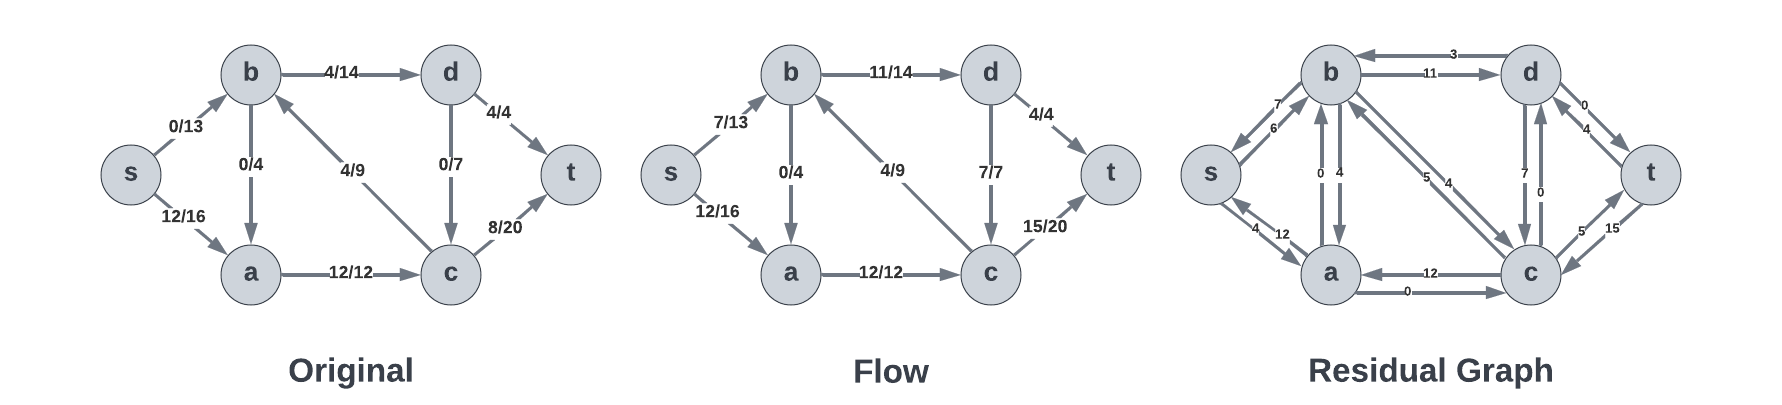 b 4/14 d
4/4
0/13
s 0/4 4/9 0/7 t
12/16
8/20
a 12/12 c
Original
b 11/14 d
4/4
7/13
s 0/4 4/9 7/7 t
12/16
15/20
a 12/12 c
Flow
3
b 11 d
7 0
6 4
s 0 4 5 4 7 0 t
4 12 5 15
a 12 c
0
Residual Graph